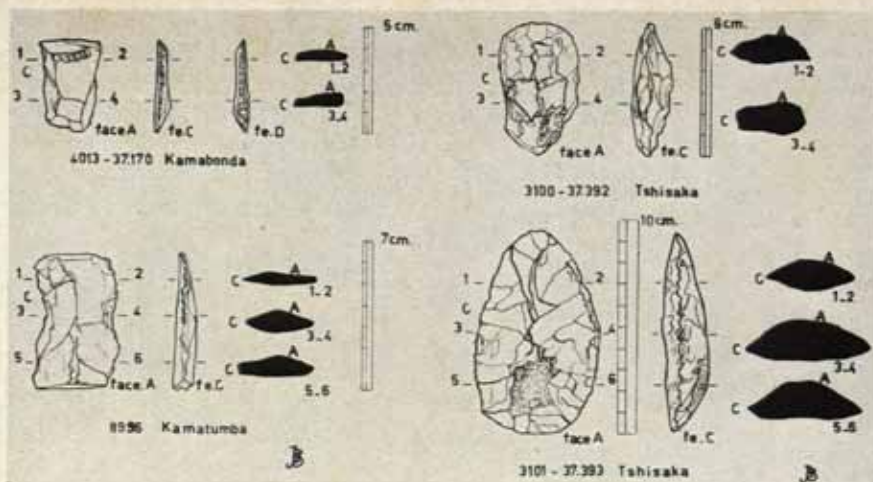 5cm.
1 2 A
C C 1-2
3 4 A
C 3-4
face A fe.C fe.D
4013-37.170 Kamabonda
6cm.
1 2 A
C C 1-2
3 4 A
C 3-4
face A fe.C
3100-37.392 Tshisaka
7cm.
1 2 A
C C 1-2
3 4 A
C 3-4
5 6 A
C 5-6
face A fe.C
8996 Kamatumba
10cm.
1 2 A
C C 1-2
3 4 A
C 3-4
5 6 A
C 5-6
face A fe.C
3101-37.393 Tshisaka